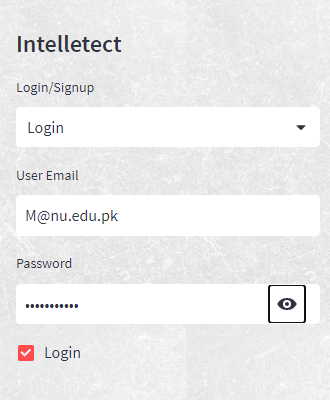 Intelletect
Login/Signup
Login
User Email
M@nu.edu.pk
Password
•••••••••••
Login